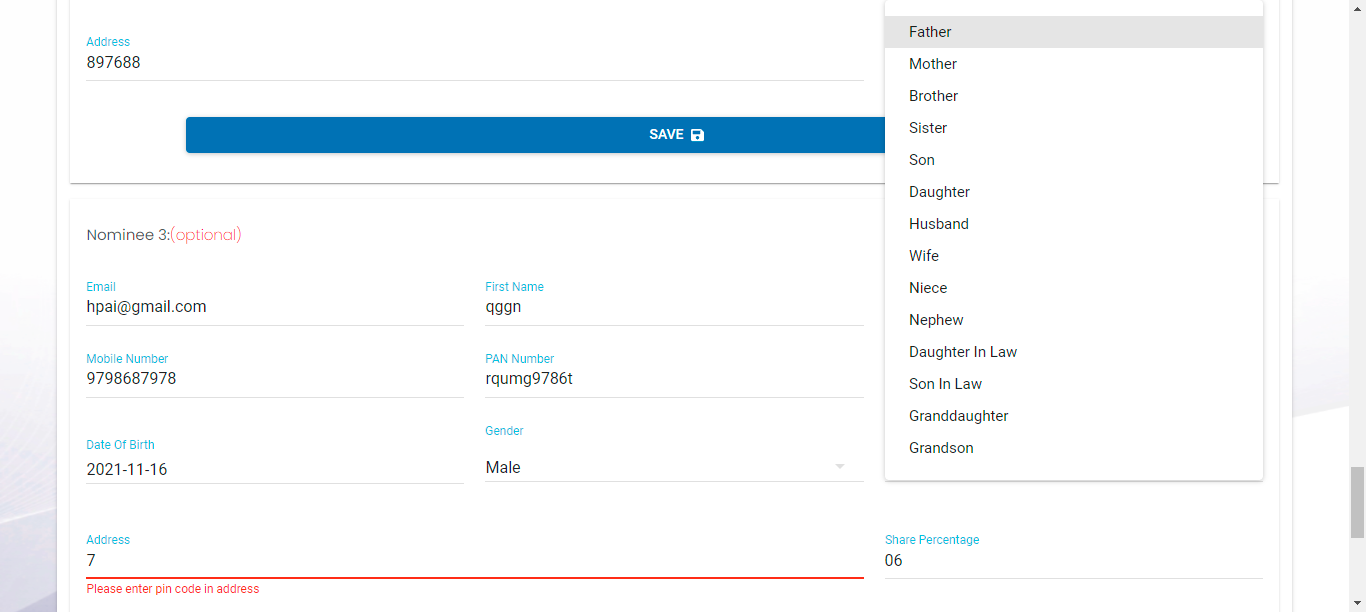 Address
897688
SAVE
Nominee 3:(optional)
Email
hpai@gmail.com
First Name
qggn
Mobile Number
9798687978
PAN Number
rqumg9786t
Date Of Birth
2021-11-16
Gender
Male
Father
Mother
Brother
Sister
Son
Daughter
Husband
Wife
Niece
Nephew
Daughter In Law
Son In Law
Granddaughter
Grandson
Address
7
Please enter pin code in address
Share Percentage
06